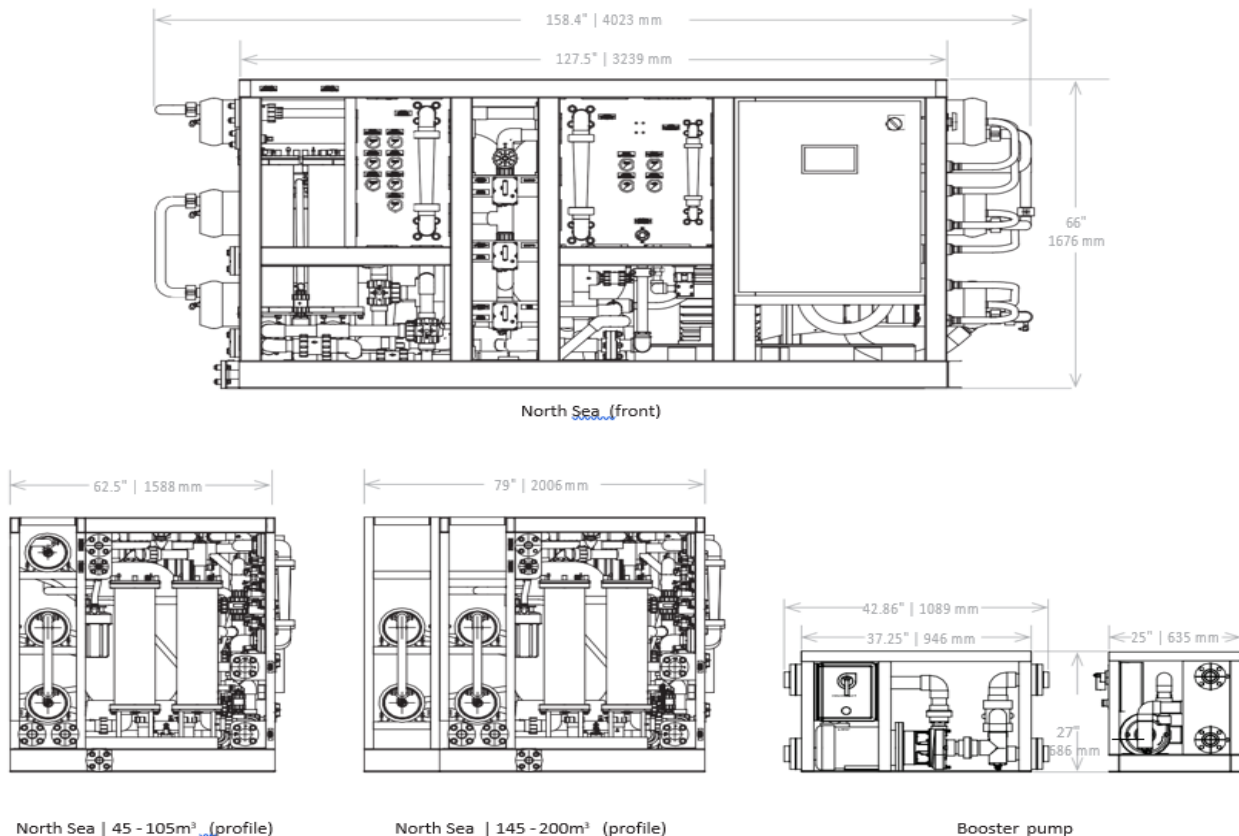 158.4" | 4023 mm
127.5" | 3239 mm
66"
1676 mm
North Sea (front)
62.5" | 1588 mm
79" | 2006 mm
42.86" | 1089 mm
37.25" | 946 mm
25" | 635 mm
27"
686 mm
North Sea | 45 - 105m³ (profile)
North Sea | 145 - 200m³ (profile)
Booster pump